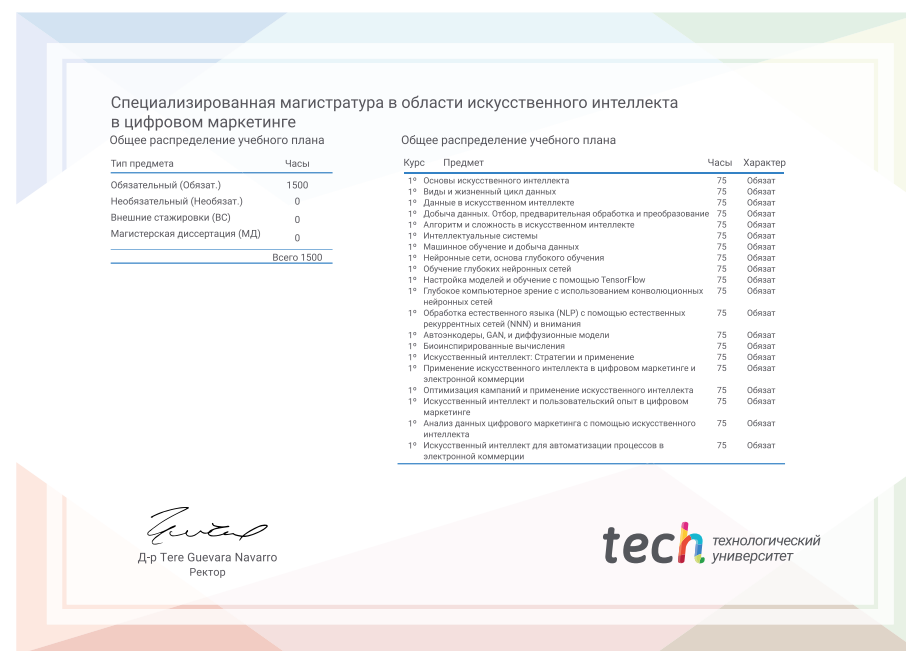 Специализированная магистратура в области искусственного интеллекта
в цифровом маркетинге
Общее распределение учебного плана
Тип предмета Часы
Обязательный (Обязат.) 1500
Необязательный (Необязат.) 0
Внешние стажировки (ВС) 0
Магистерская диссертация (МД) 0
Всего 1500
Общее распределение учебного плана
Курс Предмет Часы Характер
1º Основы искусственного интеллекта 75 Обязат
1º Виды и жизненный цикл данных 75 Обязат
1º Данные в искусственном интеллекте 75 Обязат
1º Добыча данных. Отбор, предварительная обработка и преобразование 75 Обязат
1º Алгоритм и сложность в искусственном интеллекте 75 Обязат
1º Интеллектуальные системы 75 Обязат
1º Машинное обучение и добыча данных 75 Обязат
1º Нейронные сети, основа глубокого обучения 75 Обязат
1º Обучение глубоких нейронных сетей 75 Обязат
1º Настройка моделей и обучение с помощью TensorFlow 75 Обязат
1º Глубокое компьютерное зрение с использованием конволюционных 75 Обязат
нейронных сетей
1º Обработка естественного языка (NLP) с помощью естественных 75 Обязат
рекуррентных сетей (NNN) и внимания
1º Автоэнкодеры, GAN, и диффузионные модели 75 Обязат
1º Биоинспирированные вычисления 75 Обязат
1º Искусственный интеллект: Стратегии и применение 75 Обязат
1º Применение искусственного интеллекта в цифровом маркетинге и 75 Обязат
электронной коммерции
1º Оптимизация кампаний и применение искусственного интеллекта 75 Обязат
1º Искусственный интеллект и пользовательский опыт в цифровом 75 Обязат
маркетинге
1º Анализ данных цифрового маркетинга с помощью искусственного 75 Обязат
интеллекта
1º Искусственный интеллект для автоматизации процессов в 75 Обязат
электронной коммерции
Д-р Tere Guevara Navarro
Ректор
tech технологический
университет